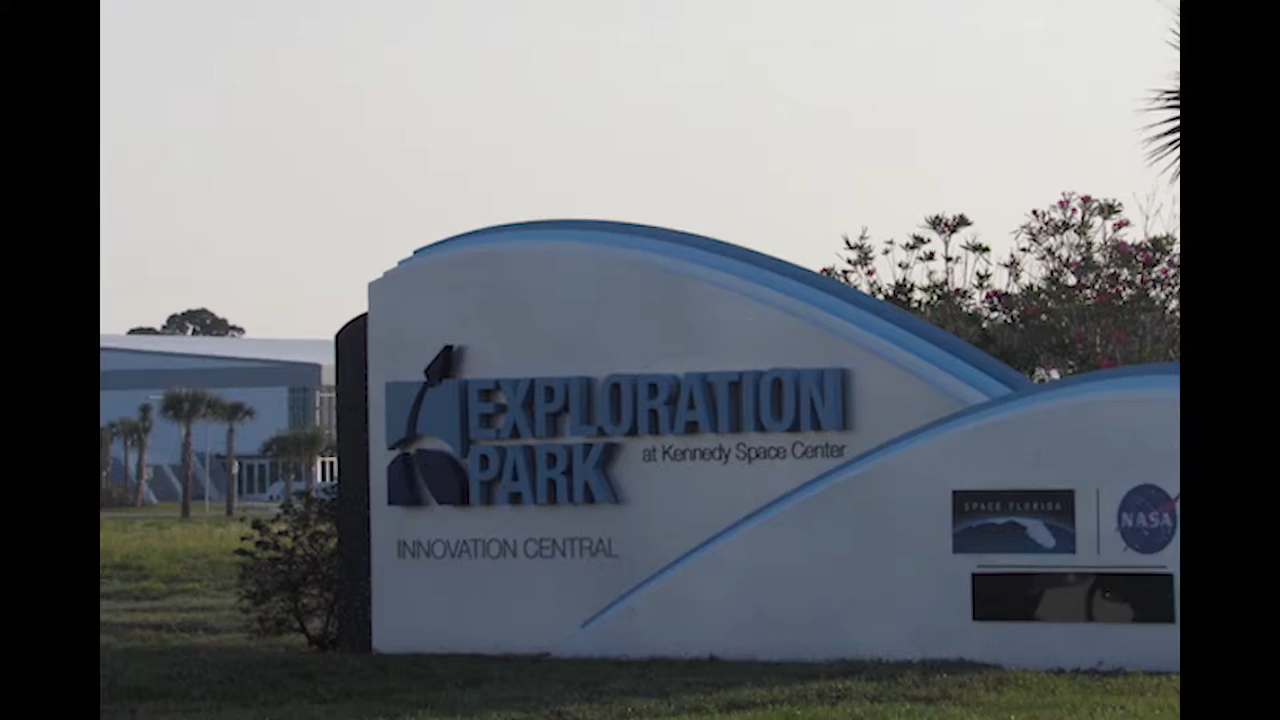 EXPLORATION
PARK
at Kennedy Space Center
INNOVATION CENTRAL
SPACE FLORIDA
NASA